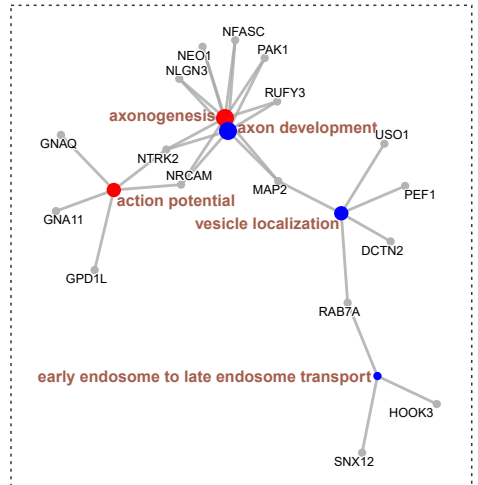 NFASC
NEO1
PAK1
NLGN3
RUFY3
axonogenesis
axon development
USO1
GNAQ
NTRK2
NRCAM
MAP2
PEF1
action potential
GNA11
vesicle localization
DCTN2
GPD1L
RAB7A
early endosome to late endosome transport
HOOK3
SNX12